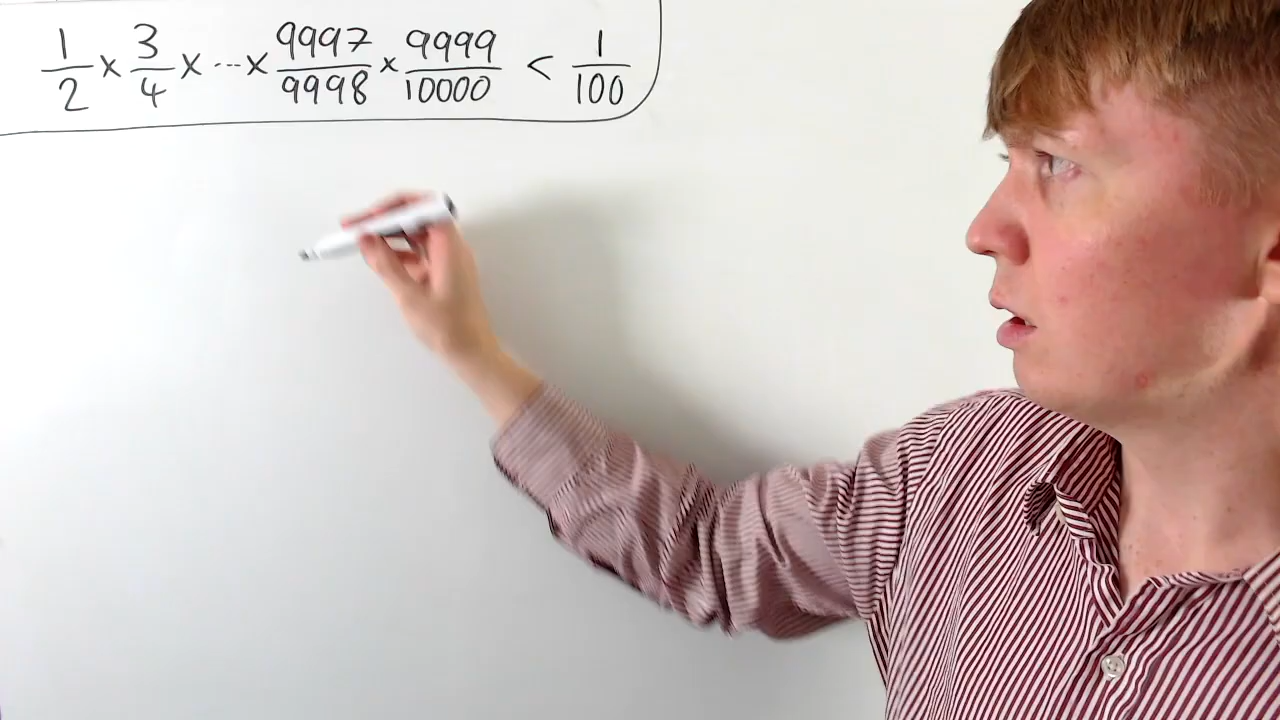 1/2 × 3/4 × ... × 9997/9998 × 9999/10000 < 1/100